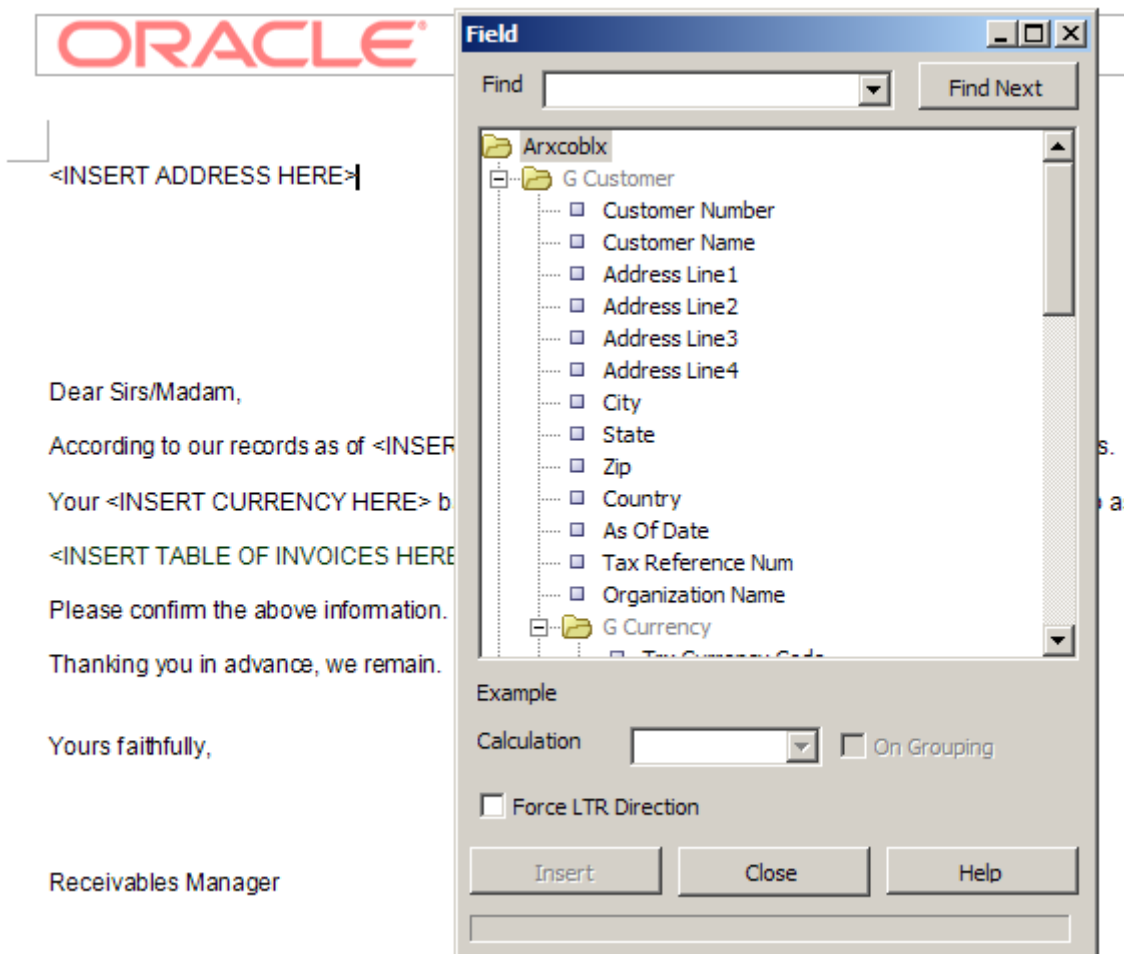 ORACLE
<INSERT ADDRESS HERE>
Dear Sirs/Madam,
According to our records as of <INSER
s.
Your <INSERT CURRENCY HERE> b
as
<INSERT TABLE OF INVOICES HERE
Please confirm the above information.
Thanking you in advance, we remain.
Yours faithfully,
Receivables Manager
Field
Find
Find Next
Arxcoblx
G Customer
Customer Number
Customer Name
Address Line1
Address Line2
Address Line3
Address Line4
City
State
Zip
Country
As Of Date
Tax Reference Num
Organization Name
G Currency
Trx Currency Code
Example
Calculation
On Grouping
Force LTR Direction
Insert
Close
Help